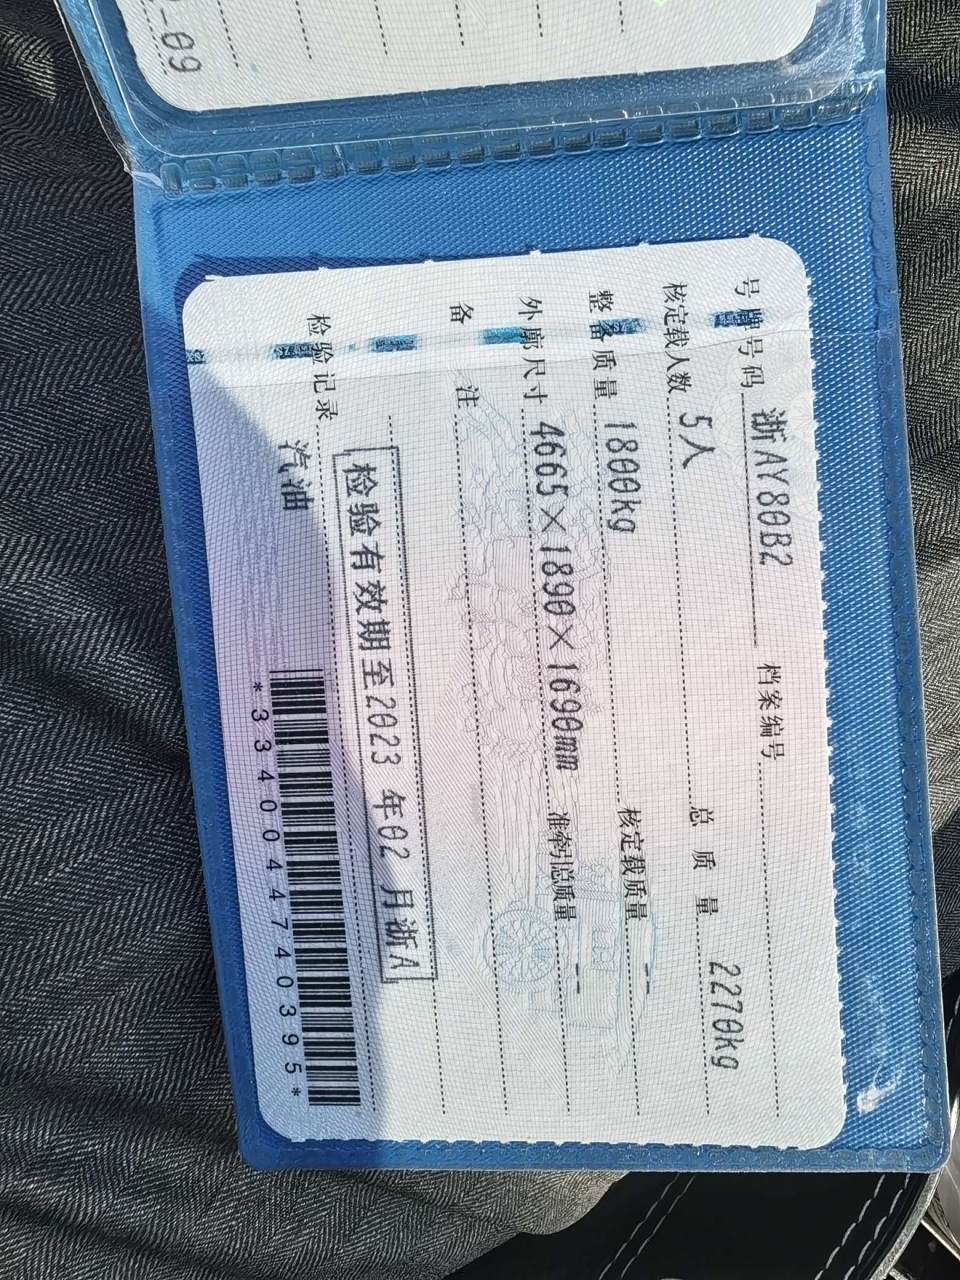 -09
号牌号码 浙AY80B2 档案编号
核定载人数 5人 总质量 2270kg
整备质量 1800kg 核定载质量 --
外廓尺寸 4665×1890×1690mm 准牵引总质量 --
备注
检验有效期至2023 年02 月浙A
检验记录
汽油
*3340044740395*